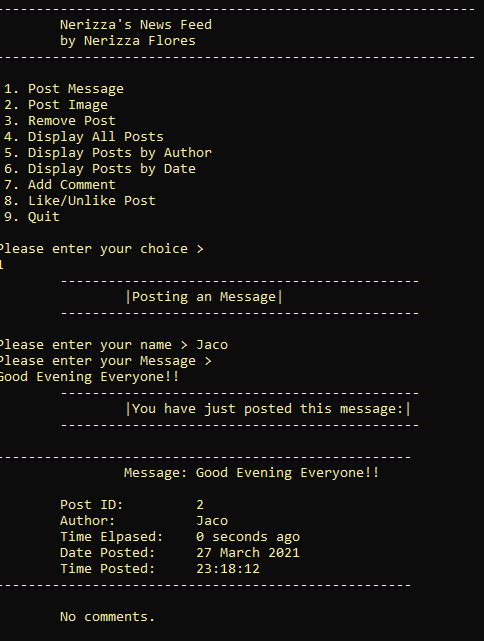 Nerizza's News Feed
by Nerizza Flores
1. Post Message
2. Post Image
3. Remove Post
4. Display All Posts
5. Display Posts by Author
6. Display Posts by Date
7. Add Comment
8. Like/Unlike Post
9. Quit
Please enter your choice >
1
|Posting an Message|
Please enter your name > Jaco
Please enter your Message >
Good Evening Everyone!!
|You have just posted this message:|
Message: Good Evening Everyone!!
Post ID: 2
Author: Jaco
Time Elpased: 0 seconds ago
Date Posted: 27 March 2021
Time Posted: 23:18:12
No comments.